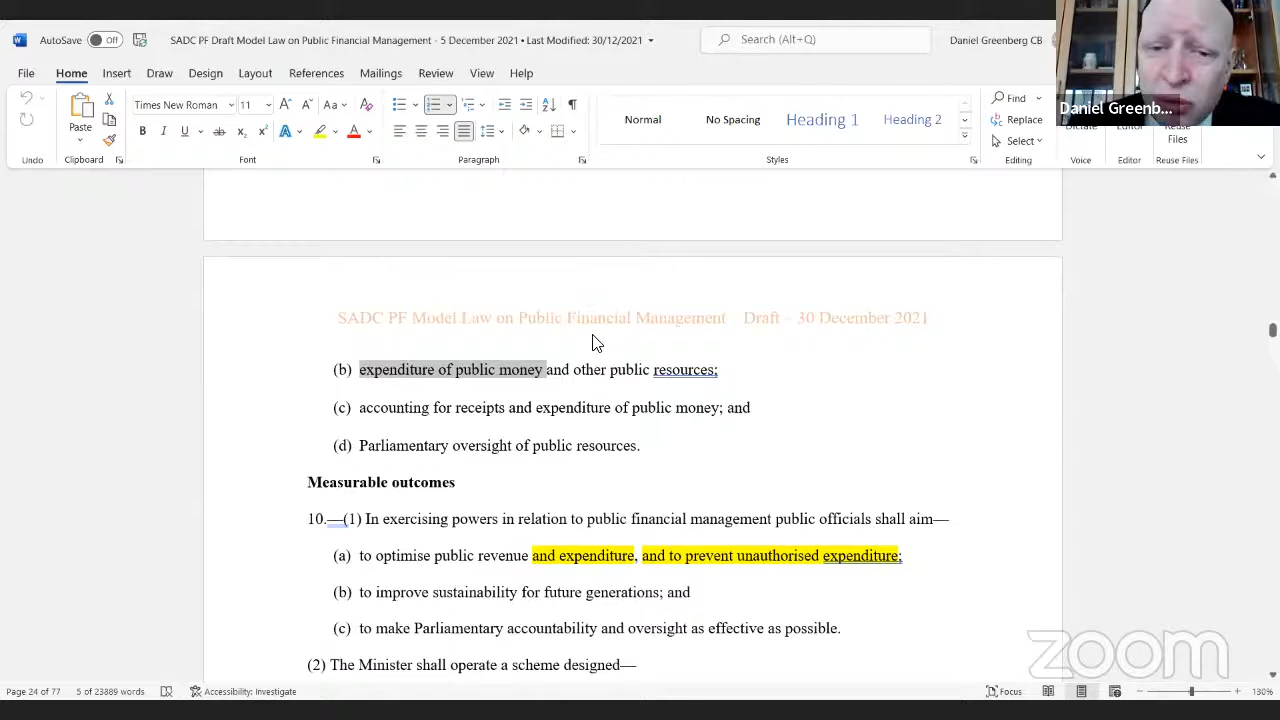 AutoSave Off SADC PF Draft Model Law on Public Financial Management - 5 December 2021 • Last Modified: 30/12/2021 Search (Alt+Q) Daniel Greenberg CB
File Home Insert Draw Design Layout References Mailings Review View Help
Daniel Greenb...
Times New Roman 11 Aa Find
Normal No Spacing Heading 1 Heading 2 Replace
Paste B I U ab x₂ x² A A Select Dictate Editor Reuse Files
Undo Clipboard Font Paragraph Styles Editing Voice Editor Reuse Files
SADC PF Model Law on Public Financial Management – Draft – 30 December 2021
(b) expenditure of public money and other public resources;
(c) accounting for receipts and expenditure of public money; and
(d) Parliamentary oversight of public resources.
Measurable outcomes
10.—(1) In exercising powers in relation to public financial management public officials shall aim—
(a) to optimise public revenue and expenditure, and to prevent unauthorised expenditure;
(b) to improve sustainability for future generations; and
(c) to make Parliamentary accountability and oversight as effective as possible.
(2) The Minister shall operate a scheme designed—
zoom
Page 24 of 77 5 of 23889 words Accessibility: Investigate Focus 130%